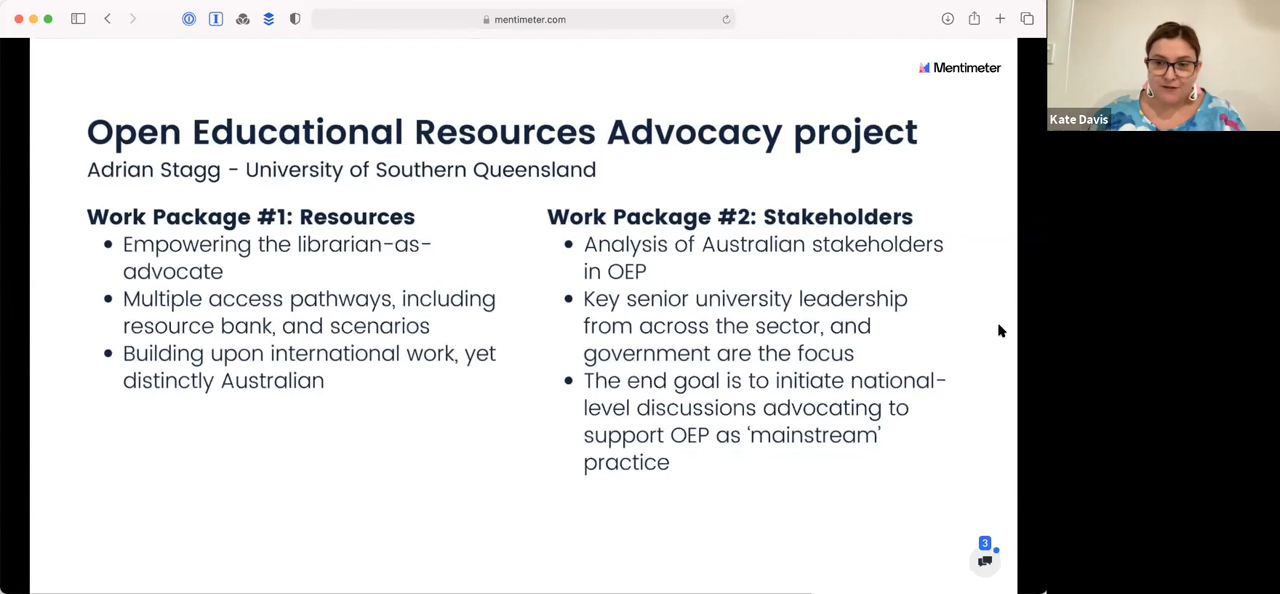 mentimeter.com
Mentimeter
Kate Davis
Open Educational Resources Advocacy project
Adrian Stagg - University of Southern Queensland
Work Package #1: Resources
Empowering the librarian-as-
advocate
Multiple access pathways, including
resource bank, and scenarios
Building upon international work, yet
distinctly Australian
Work Package #2: Stakeholders
Analysis of Australian stakeholders
in OEP
Key senior university leadership
from across the sector, and
government are the focus
The end goal is to initiate national-
level discussions advocating to
support OEP as ‘mainstream’
practice
3